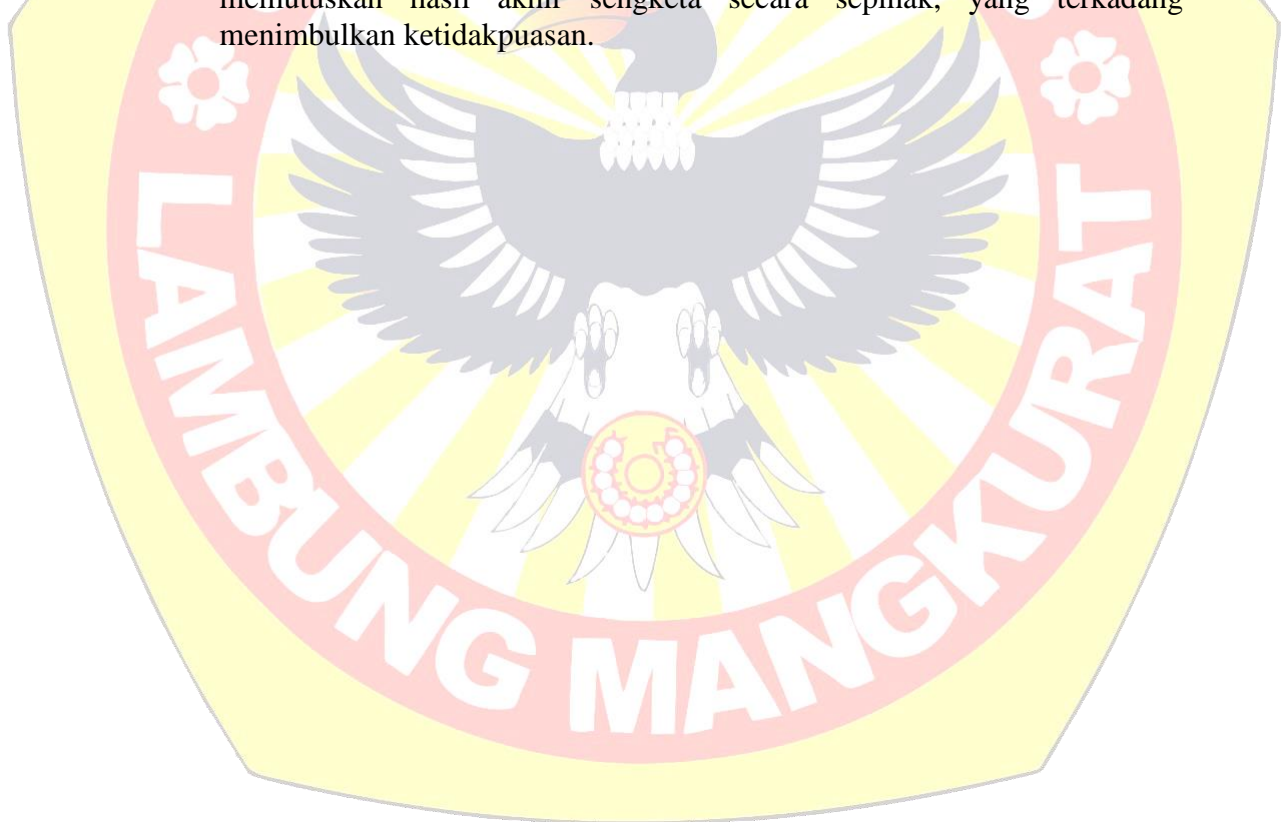 memutuskan hasil akhir sengketa secara sepihak, yang terkadang
menimbulkan ketidakpuasan.
LAMBUNG MANGKURAT